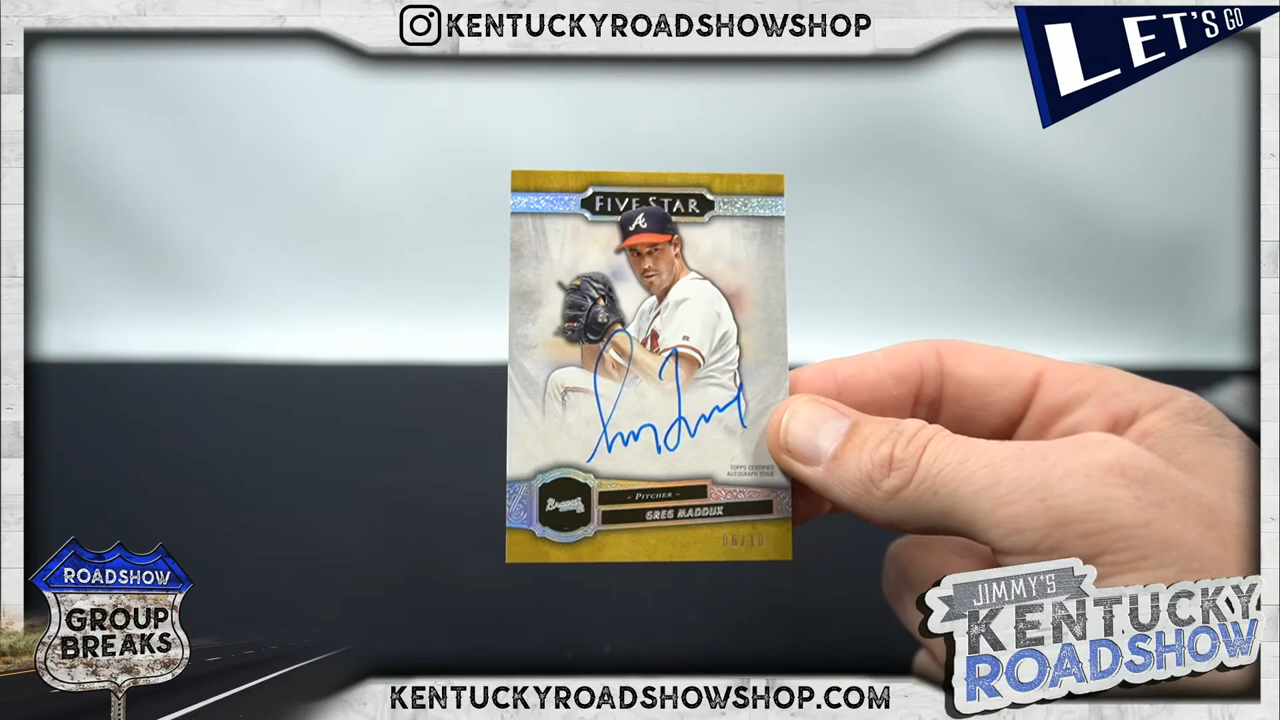 KENTUCKYROADSHOWSHOP
LET'S GO
FIVE STAR
A
TOPPS CERTIFIED
AUTOGRAPH ISSUE
Braves
- PITCHER -
GREG MADDUX
ROADSHOW
GROUP
BREAKS
JIMMY'S
KENTUCKY
ROADSHOW
KENTUCKYROADSHOWSHOP.COM